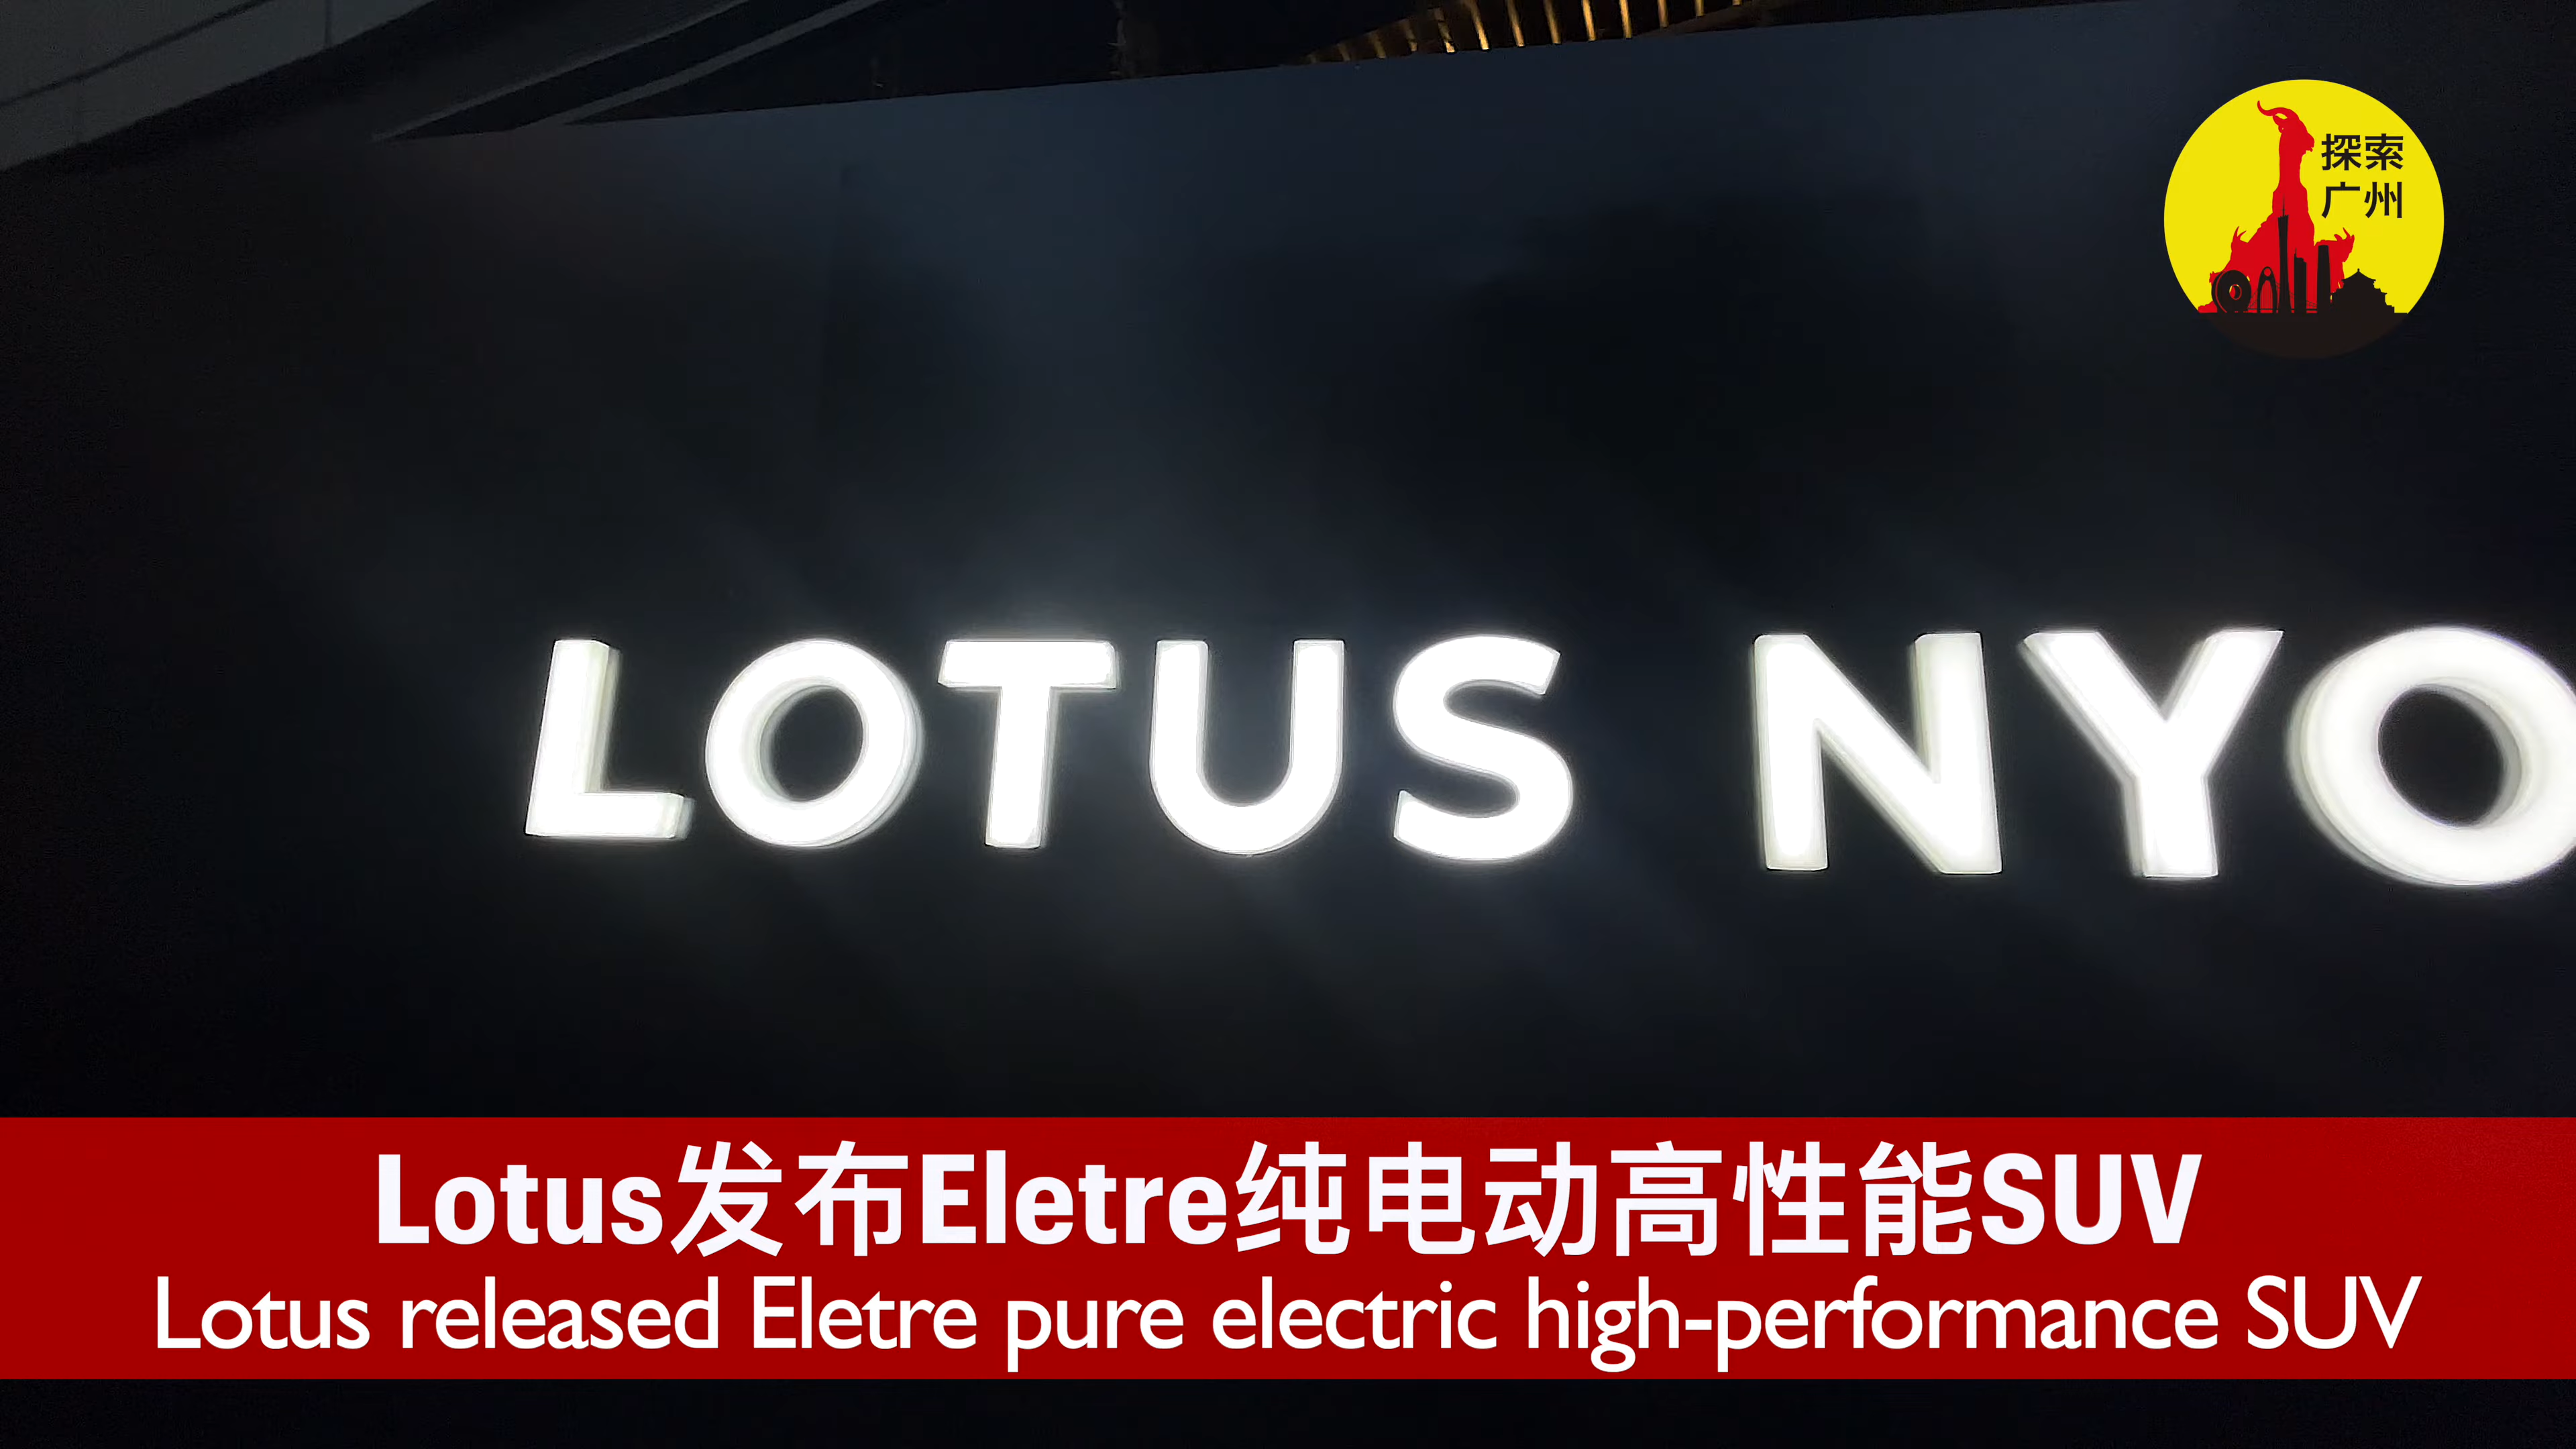 探索
广州
LOTUS NYO
Lotus发布Eletre纯电动高性能SUV
Lotus released Eletre pure electric high-performance SUV